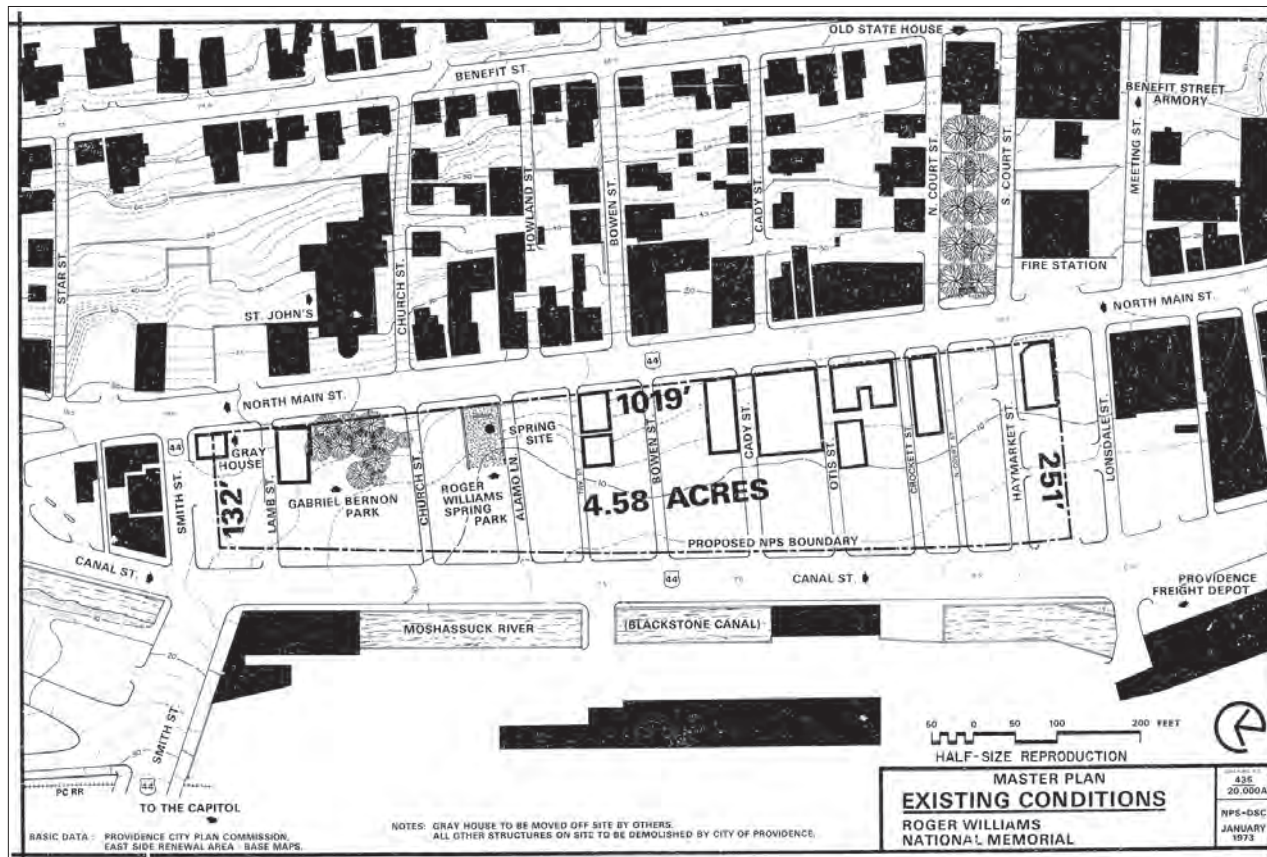 OLD STATE HOUSE
BENEFIT ST.
BENEFIT STREET
ARMORY
STAR ST.
CHURCH ST.
HOWLAND ST.
BOWEN ST.
CADY ST.
N. COURT ST.
S. COURT ST.
MEETING ST.
ST. JOHN'S
FIRE STATION
NORTH MAIN ST.
44
NORTH MAIN ST.
44
GRAY
HOUSE
SMITH ST.
132'
LAMB ST.
GABRIEL BERNON
PARK
CHURCH ST.
ROGER
WILLIAMS
SPRING
PARK
SPRING
SITE
ALAMO LN.
1019'
BOWEN ST.
CADY ST.
OTIS ST.
CROCKETT ST.
N. COURT ST.
HAYMARKET ST.
251'
LONSDALE ST.
4.58 ACRES
PROPOSED NPS BOUNDARY
CANAL ST.
44
CANAL ST.
PROVIDENCE
FREIGHT DEPOT
MOSHASSUCK RIVER
(BLACKSTONE CANAL)
SMITH ST.
PC RR
44
TO THE CAPITOL
50 0 50 100 200 FEET
HALF-SIZE REPRODUCTION
MASTER PLAN
EXISTING CONDITIONS
ROGER WILLIAMS
NATIONAL MEMORIAL
436
20,000A
NPS-DSC
JANUARY
1973
BASIC DATA : PROVIDENCE CITY PLAN COMMISSION,
EAST SIDE RENEWAL AREA - BASE MAPS.
NOTES: GRAY HOUSE TO BE MOVED OFF SITE BY OTHERS.
ALL OTHER STRUCTURES ON SITE TO BE DEMOLISHED BY CITY OF PROVIDENCE.